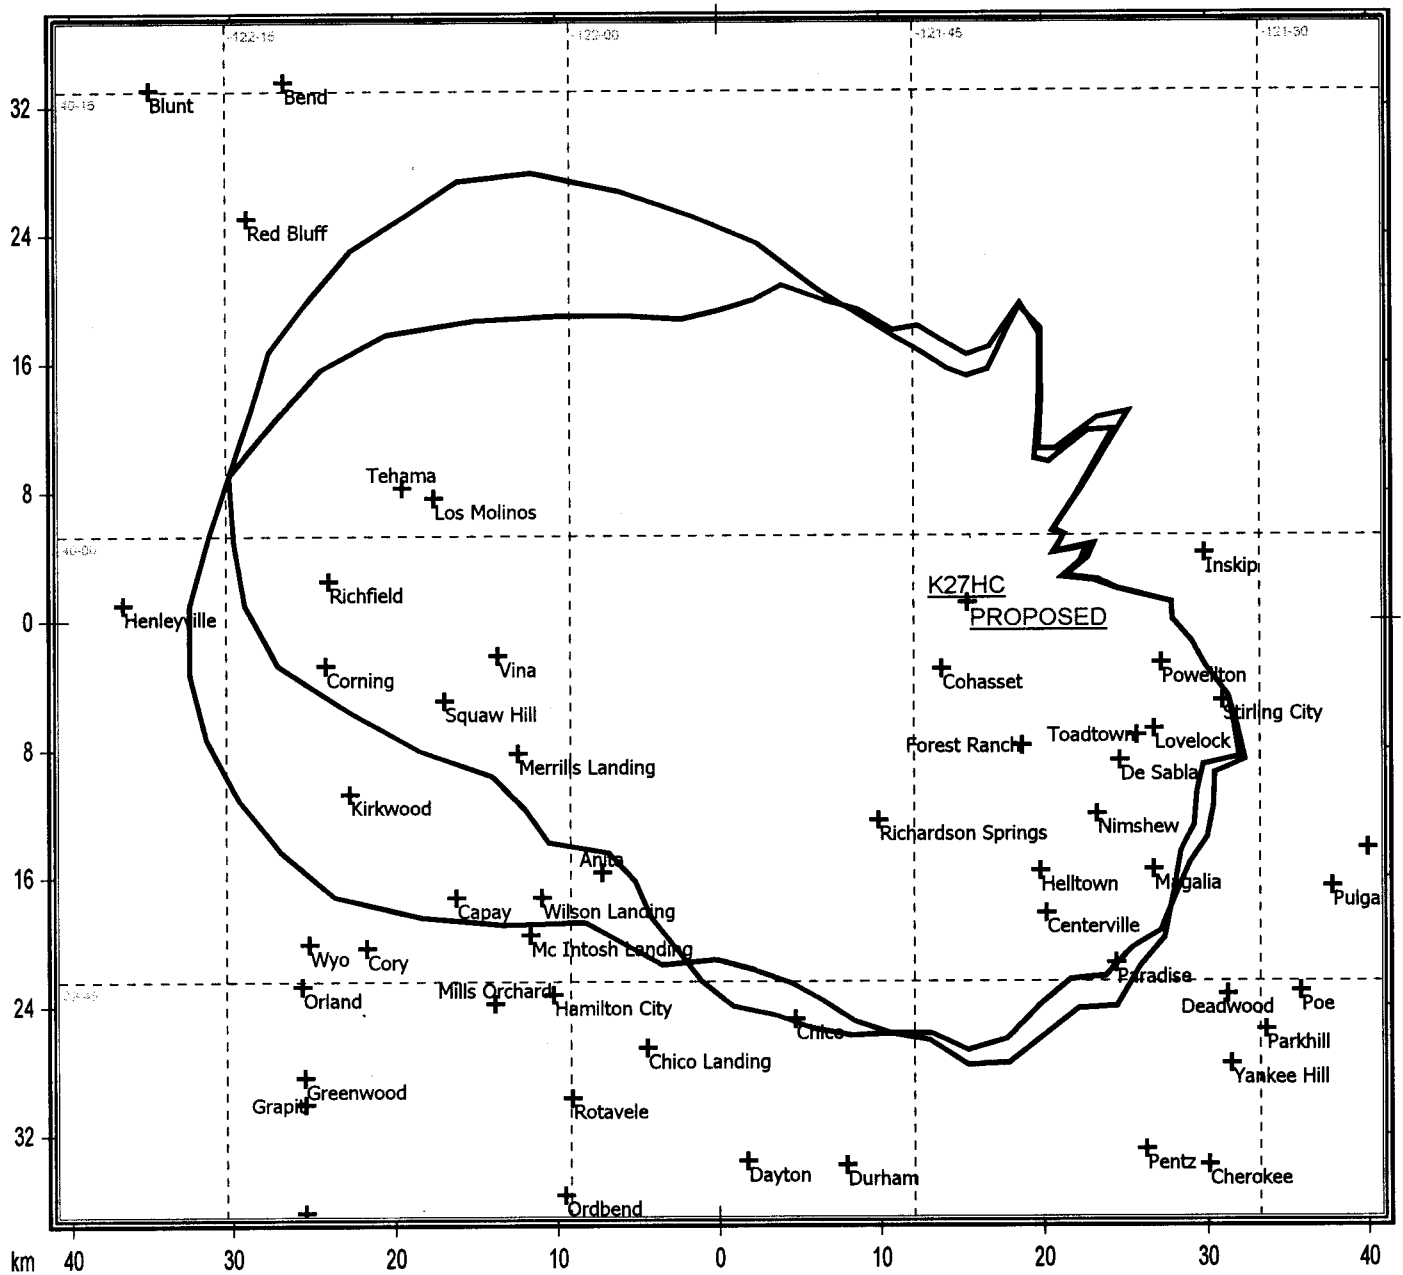 -122-15
-122-00
-121-45
-121-30
40-15
32
Blunt
Bend
Red Bluff
24
16
Tehama
8
Los Molinos
40-00
Inskip
K27HC
Richfield
PROPOSED
Henleyville
0
Vina
Powellton
Corning
Cohasset
Squaw Hill
Stirling City
Toadtown
Lovelock
Forest Ranch
8
Merrills Landing
De Sabla
Kirkwood
Nimshew
Richardson Springs
Anita
16
Helltown
Magalia
Pulga
Capay
Wilson Landing
Centerville
Mc Intosh Landing
Wyo
Cory
Paradise
Mills Orchard
Orland
Hamilton City
Deadwood
Poe
24
Chico
Parkhill
Chico Landing
Yankee Hill
Greenwood
Grapit
Rotavele
32
Pentz
Dayton
Durham
Cherokee
Ordbend
km
40
30
20
10
0
10
20
30
40